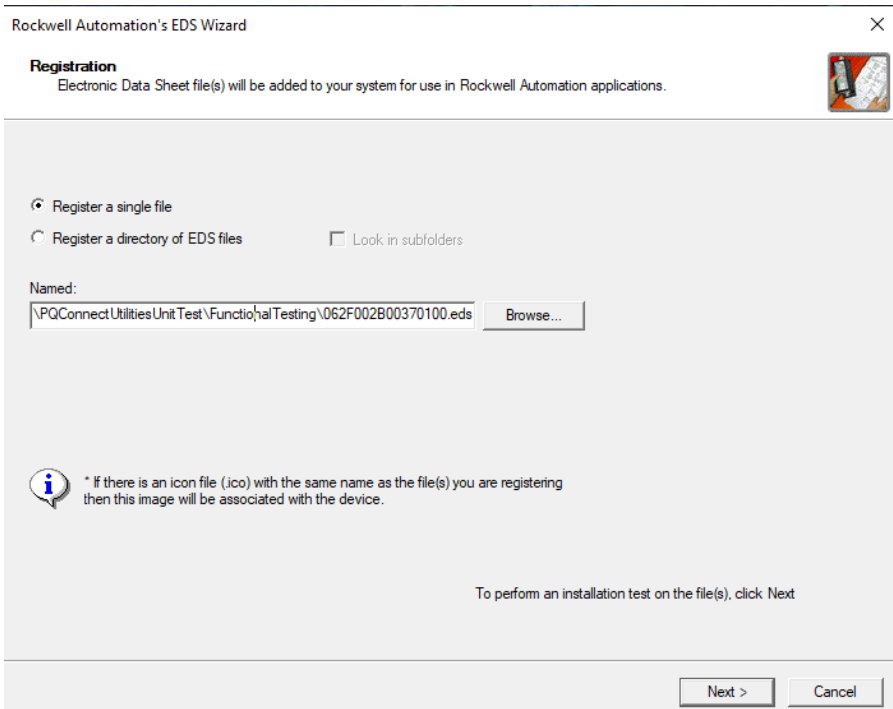 Rockwell Automation's EDS Wizard
Registration
Electronic Data Sheet file(s) will be added to your system for use in Rockwell Automation applications.
Register a single file
Register a directory of EDS files
Look in subfolders
Named:
\PQConnectUtilitiesUnitTest\FunctionalTesting\062F002B00370100.eds
Browse...
* If there is an icon file (.ico) with the same name as the file(s) you are registering
then this image will be associated with the device.
To perform an installation test on the file(s), click Next
Next >
Cancel